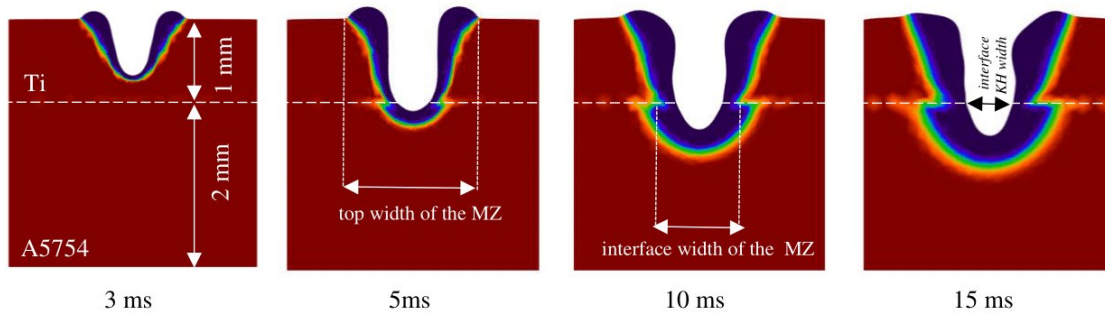 Ti
1 mm
2 mm
A5754
top width of the MZ
interface width of the MZ
interface
KH width
3 ms
5ms
10 ms
15 ms